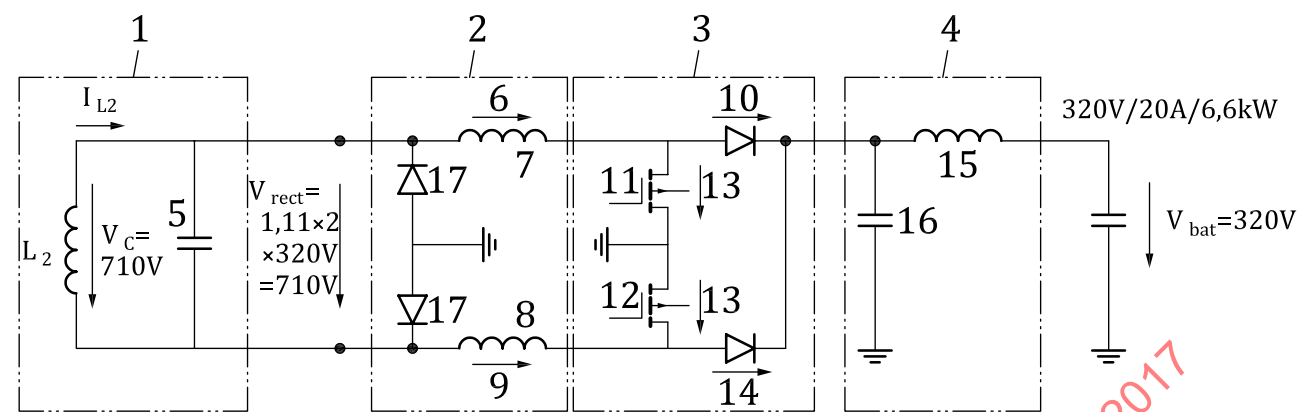 1
2
3
4
I L2
6
10
320V/20A/6,6kW
7
15
17
11
13
5
V rect=
1,11×2
×320V
=710V
V C=
710V
L 2
16
V bat=320V
17
8
12
13
9
14
2017